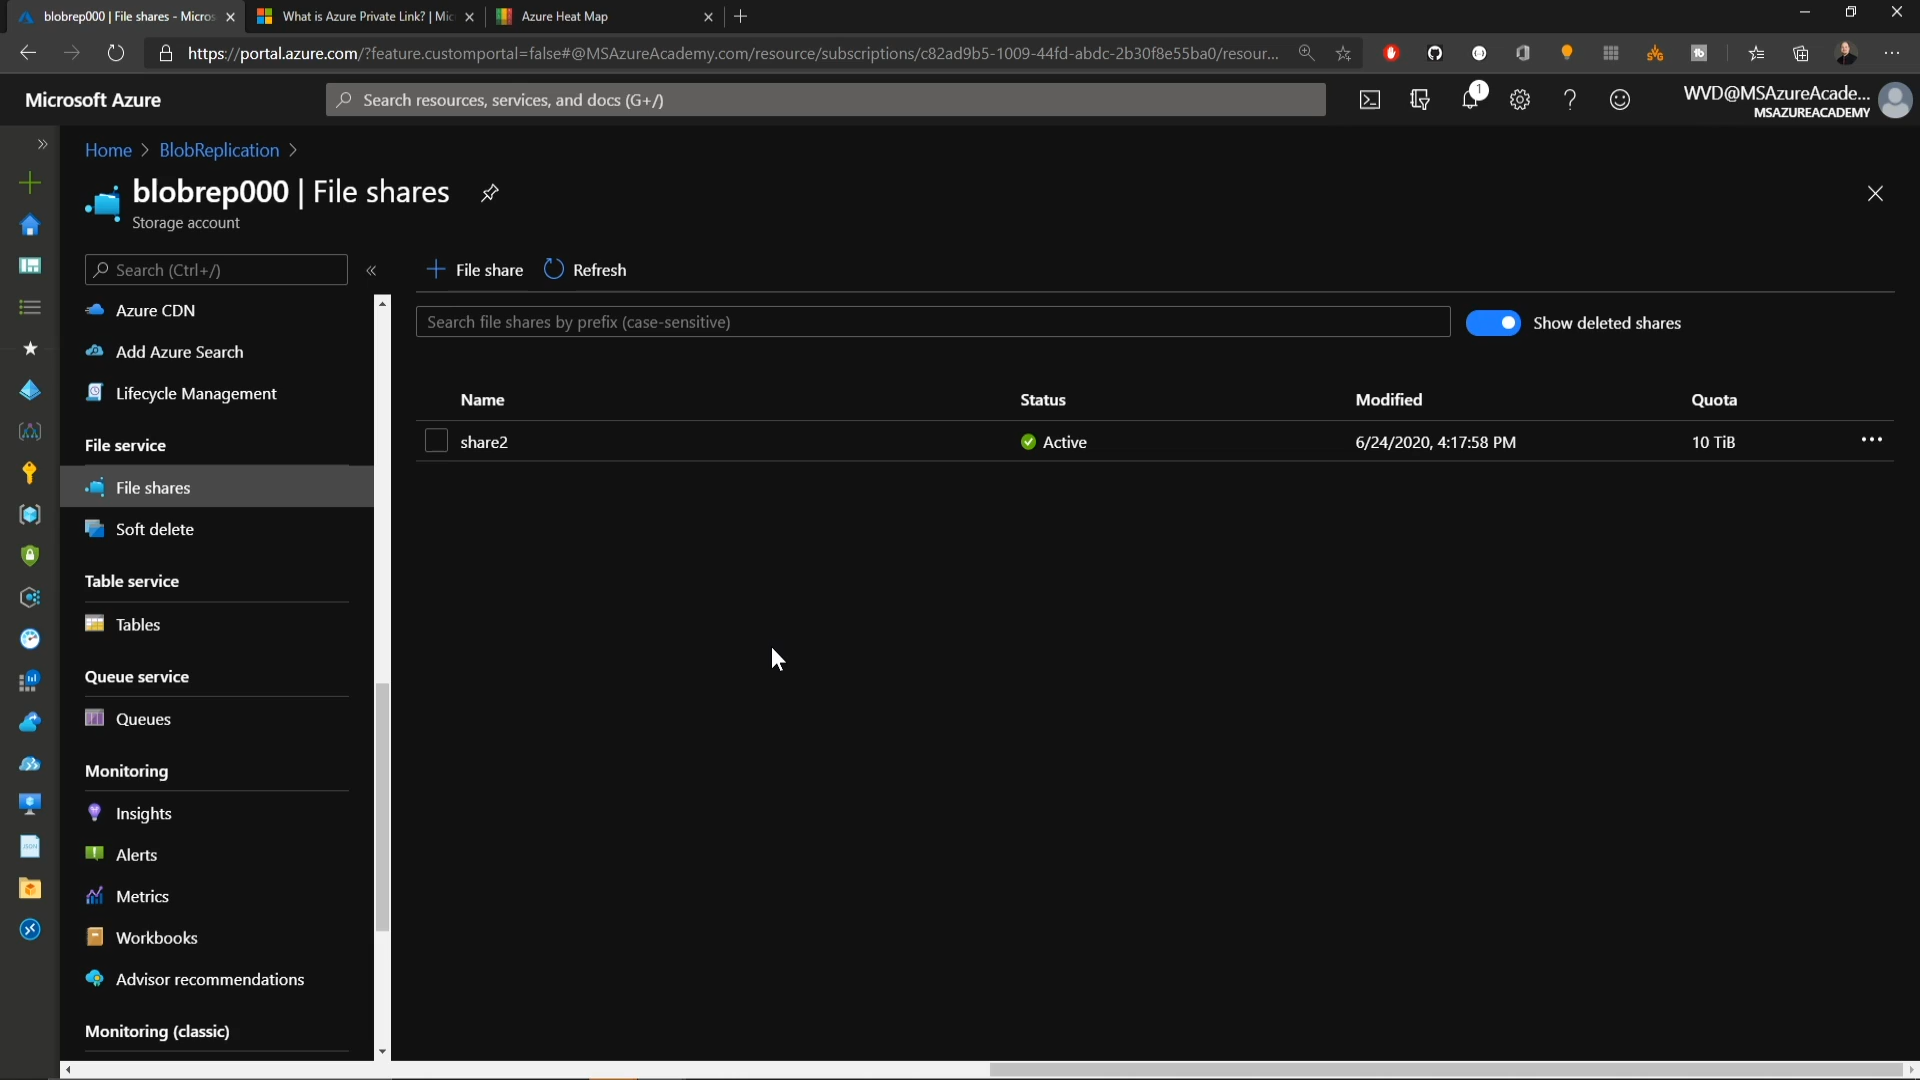 blobrep000 | File shares - Micros
What is Azure Private Link? | Mic
Azure Heat Map
https://portal.azure.com/?feature.customportal=false#@MSAzureAcademy.com/resource/subscriptions/c82ad9b5-1009-44fd-abdc-2b30f8e55ba0/resour...
Microsoft Azure
Search resources, services, and docs (G+/)
1
WVD@MSAzureAcade...
MSAZUREACADEMY
Home > BlobReplication >
blobrep000 | File shares
Storage account
Search (Ctrl+/)
Azure CDN
Add Azure Search
Lifecycle Management
File service
File shares
Soft delete
Table service
Tables
Queue service
Queues
Monitoring
Insights
Alerts
Metrics
Workbooks
Advisor recommendations
Monitoring (classic)
File share
Refresh
Search file shares by prefix (case-sensitive)
Show deleted shares
Name Status Modified Quota
share2 Active 6/24/2020, 4:17:58 PM 10 TiB